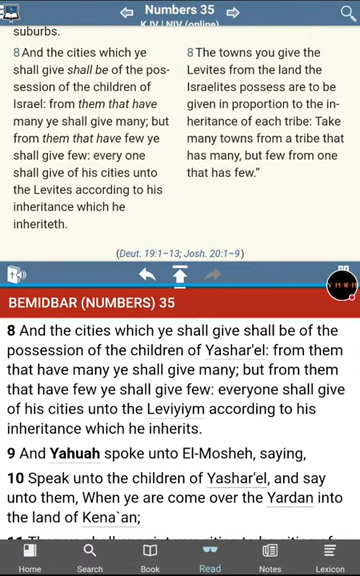 Numbers 35
KJV | NIV (online)
suburbs.
8 And the cities which ye
shall give shall be of the pos-
session of the children of
Israel: from them that have
many ye shall give many; but
from them that have few ye
shall give few: every one
shall give of his cities unto
the Levites according to his
inheritance which he
inheriteth.
8 The towns you give the
Levites from the land the
Israelites possess are to be
given in proportion to the in-
heritance of each tribe: Take
many towns from a tribe that
has many, but few from one
that has few.”
(Deut. 19:1–13; Josh. 20:1–9)
BEMIDBAR (NUMBERS) 35
8 And the cities which ye shall give shall be of the
possession of the children of Yashar'el: from them
that have many ye shall give many; but from them
that have few ye shall give few: everyone shall give
of his cities unto the Leviyiym according to his
inheritance which he inherits.
9 And Yahuah spoke unto El-Mosheh, saying,
10 Speak unto the children of Yashar'el, and say
unto them, When ye are come over the Yardan into
the land of Kena`an;
Home
Search
Book
Read
Notes
Lexicon